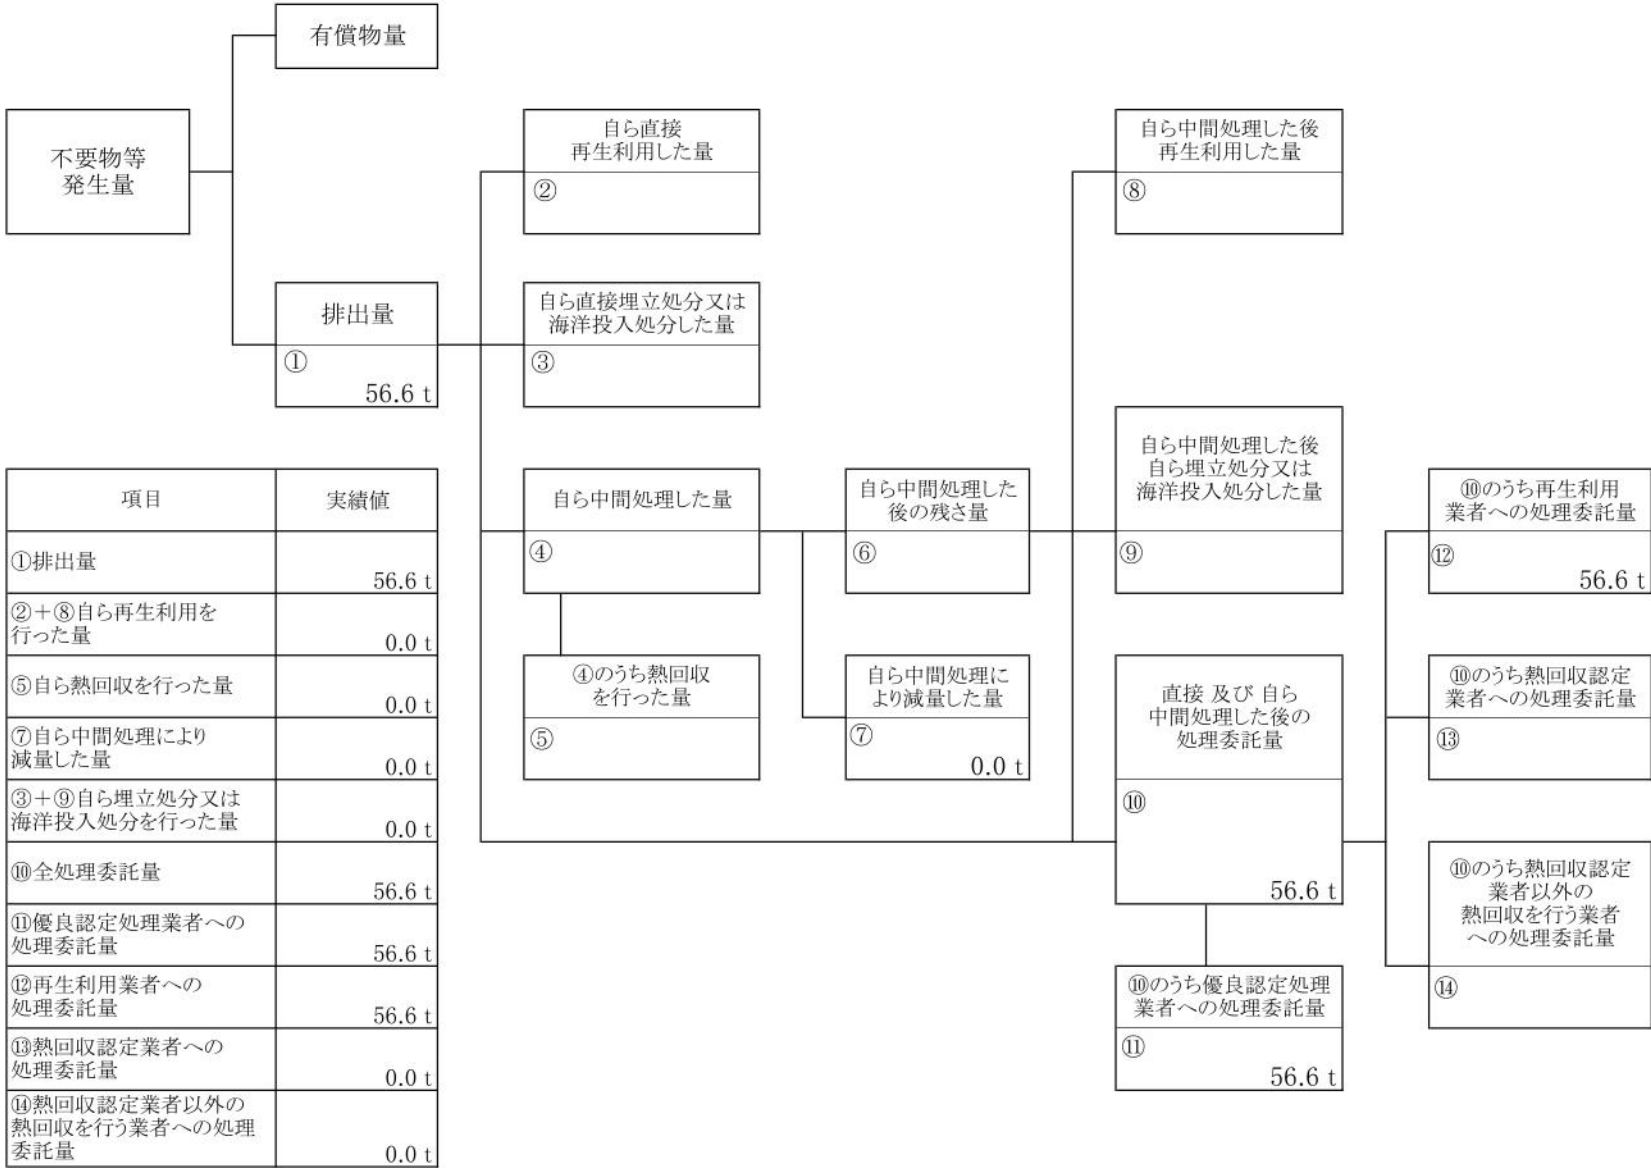 有償物量
不要物等
発生量
自ら直接
再生利用した量
②
自ら中間処理した後
再生利用した量
⑧
排出量
①
56.6 t
自ら直接埋立処分又は
海洋投入処分した量
③
項目 実績値
①排出量
56.6 t
②+⑧自ら再生利用を
行った量
0.0 t
⑤自ら熱回収を行った量
0.0 t
⑦自ら中間処理により
減量した量
0.0 t
③+⑨自ら埋立処分又は
海洋投入処分を行った量
0.0 t
⑩全処理委託量
56.6 t
⑪優良認定処理業者への
処理委託量
56.6 t
⑫再生利用業者への
処理委託量
56.6 t
⑬熱回収認定業者への
処理委託量
0.0 t
⑭熱回収認定業者以外の
熱回収を行う業者への処理
委託量
0.0 t
自ら中間処理した量
④
④のうち熱回収
を行った量
⑤
自ら中間処理した
後の残さ量
⑥
自ら中間処理に
より減量した量
⑦
0.0 t
自ら中間処理した後
自ら埋立処分又は
海洋投入処分した量
⑨
直接 及び 自ら
中間処理した後の
処理委託量
⑩
56.6 t
⑩のうち優良認定処理
業者への処理委託量
⑪
56.6 t
⑩のうち再生利用
業者への処理委託量
⑫
56.6 t
⑩のうち熱回収認定
業者への処理委託量
⑬
⑩のうち熱回収認定
業者以外の
熱回収を行う業者
への処理委託量
⑭